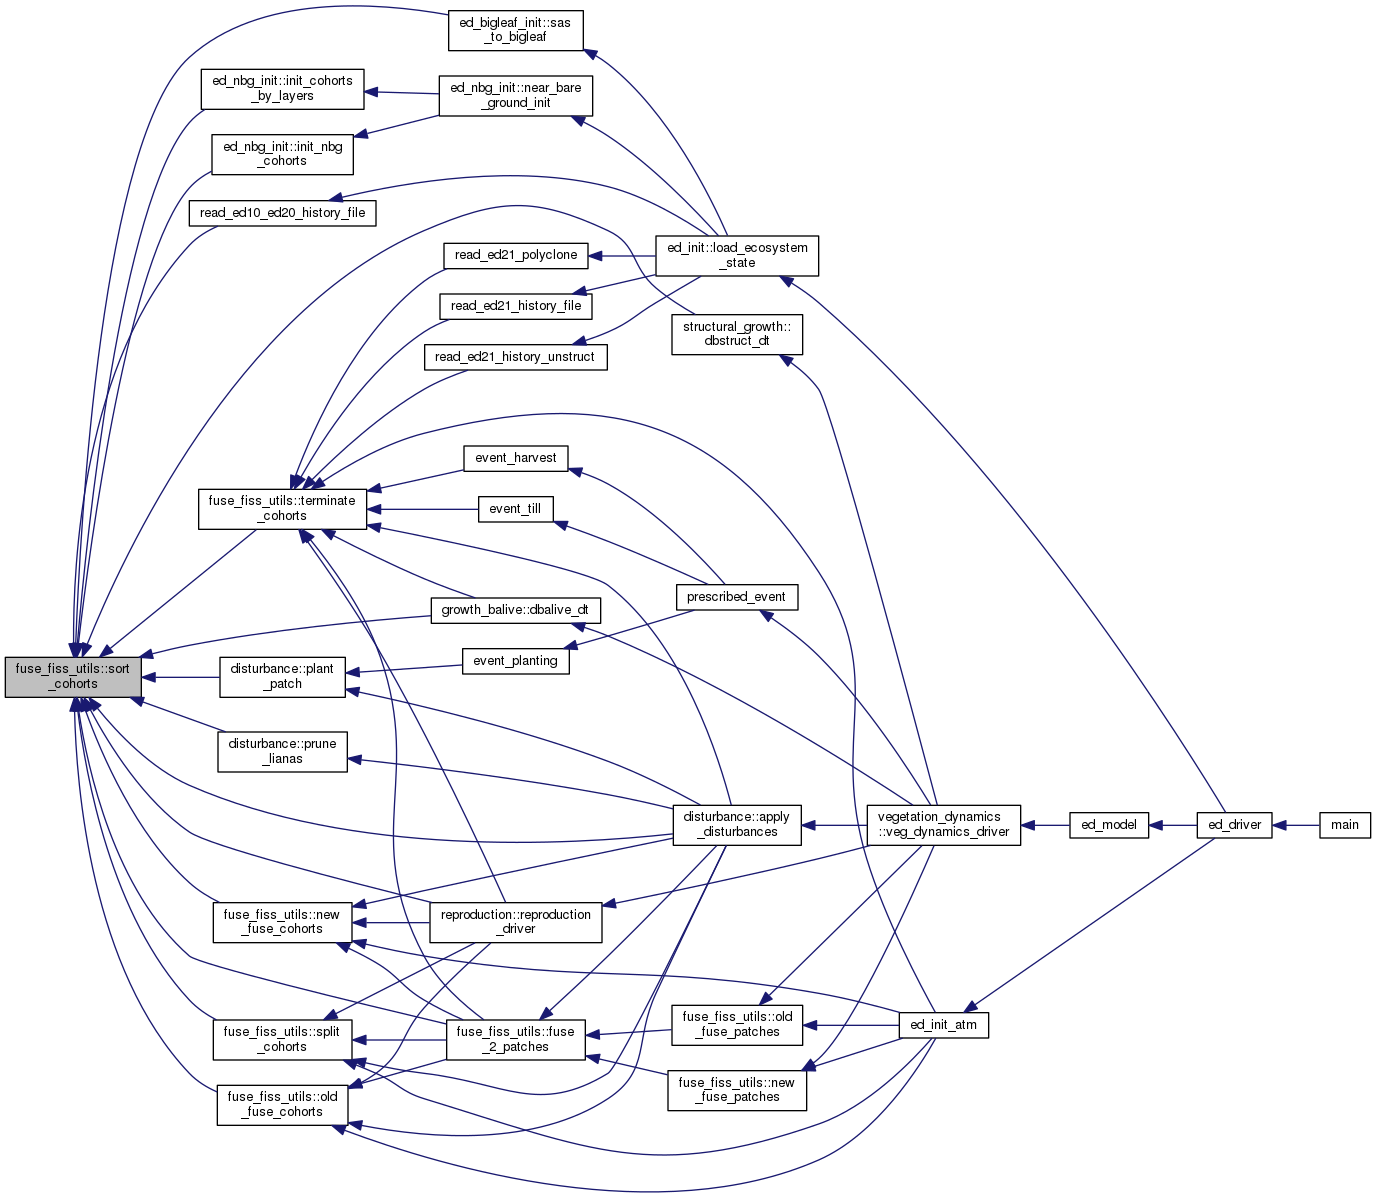 ed_bigleaf_init::sas
_to_bigleaf
ed_nbg_init::init_cohorts
_by_layers
ed_nbg_init::near_bare
_ground_init
ed_nbg_init::init_nbg
_cohorts
read_ed10_ed20_history_file
read_ed21_polyclone
ed_init::load_ecosystem
_state
read_ed21_history_file
structural_growth::
dbstruct_dt
read_ed21_history_unstruct
event_harvest
fuse_fiss_utils::terminate
_cohorts
event_till
prescribed_event
growth_balive::dbalive_dt
fuse_fiss_utils::sort
_cohorts
disturbance::plant
_patch
event_planting
disturbance::prune
_lianas
disturbance::apply
_disturbances
vegetation_dynamics
::veg_dynamics_driver
ed_model
ed_driver
main
fuse_fiss_utils::new
_fuse_cohorts
reproduction::reproduction
_driver
fuse_fiss_utils::split
_cohorts
fuse_fiss_utils::fuse
_2_patches
fuse_fiss_utils::old
_fuse_patches
ed_init_atm
fuse_fiss_utils::new
_fuse_patches
fuse_fiss_utils::old
_fuse_cohorts